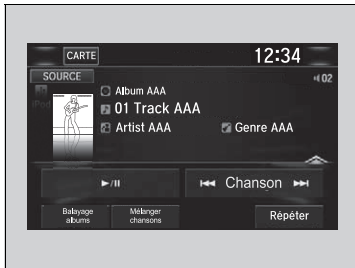 CARTE
12:34
SOURCE
02
iPod
Album AAA
01 Track AAA
Artist AAA
Genre AAA
Chanson
Balayage albums
Mélanger chansons
Répéter